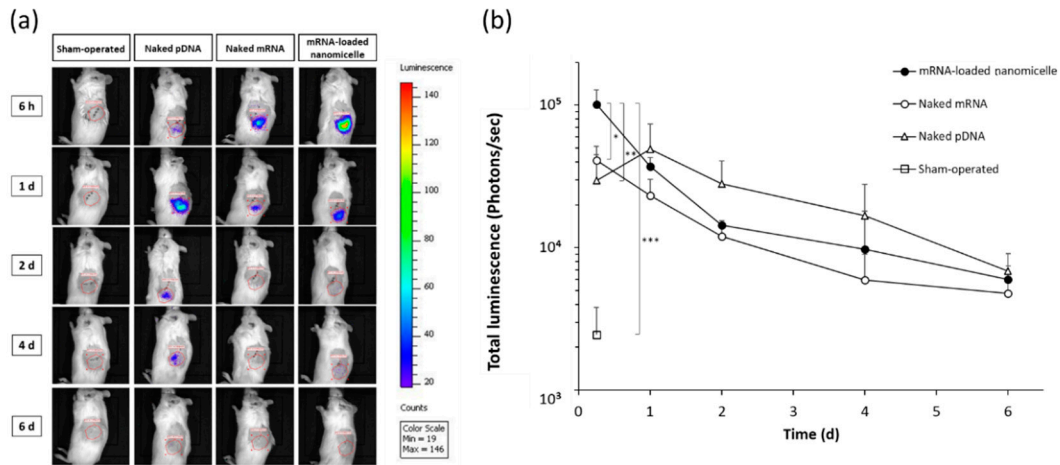 (a)
Sham-operated Naked pDNA Naked mRNA mRNA-loaded nanomicelle
6 h
1 d
2 d
4 d
6 d
Luminescence
140
120
100
80
60
40
20
Counts
Color Scale
Min = 19
Max = 146
(b)
Total luminescence (Photons/sec)
10⁵
10⁴
10³
0 1 2 3 4 5 6
Time (d)
*
**
***
mRNA-loaded nanomicelle
Naked mRNA
Naked pDNA
Sham-operated